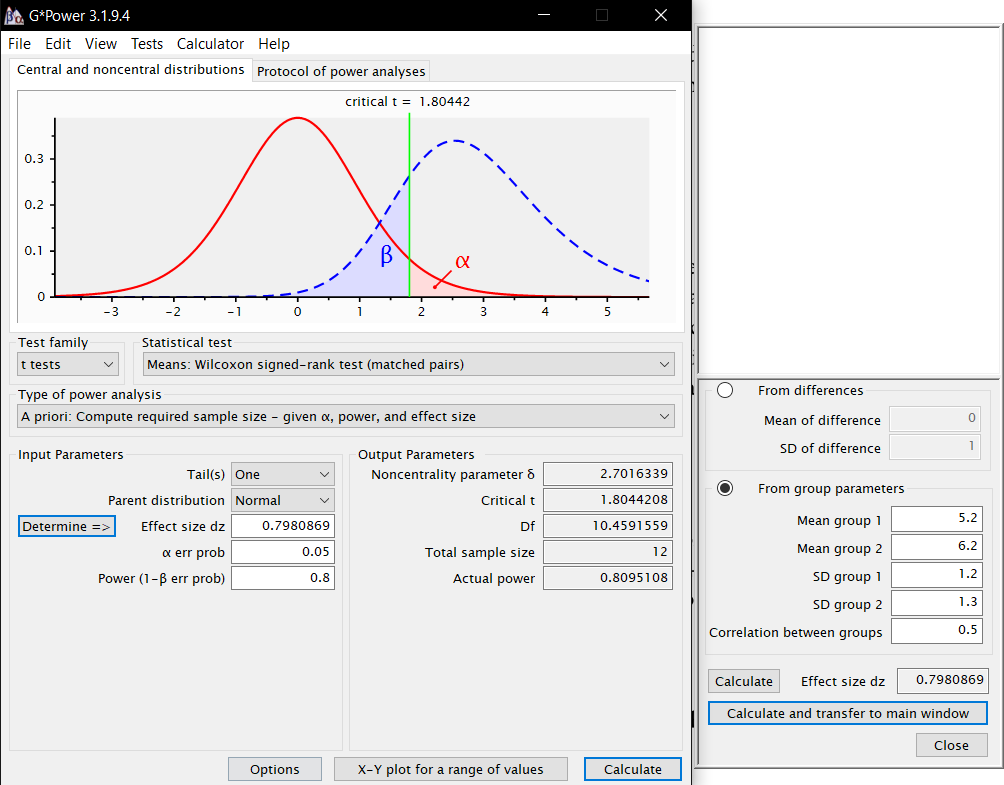 G*Power 3.1.9.4
File Edit View Tests Calculator Help
Central and noncentral distributions Protocol of power analyses
critical t = 1.80442
0.3
0.2
0.1
0
β
α
-3 -2 -1 0 1 2 3 4 5
Test family Statistical test
t tests Means: Wilcoxon signed-rank test (matched pairs)
Type of power analysis
A priori: Compute required sample size - given α, power, and effect size
Input Parameters
Tail(s) One
Parent distribution Normal
Determine => Effect size dz 0.7980869
α err prob 0.05
Power (1-β err prob) 0.8
Output Parameters
Noncentrality parameter δ 2.7016339
Critical t 1.8044208
Df 10.4591559
Total sample size 12
Actual power 0.8095108
Options X-Y plot for a range of values Calculate
From differences
Mean of difference 0
SD of difference 1
From group parameters
Mean group 1 5.2
Mean group 2 6.2
SD group 1 1.2
SD group 2 1.3
Correlation between groups 0.5
Calculate Effect size dz 0.7980869
Calculate and transfer to main window
Close